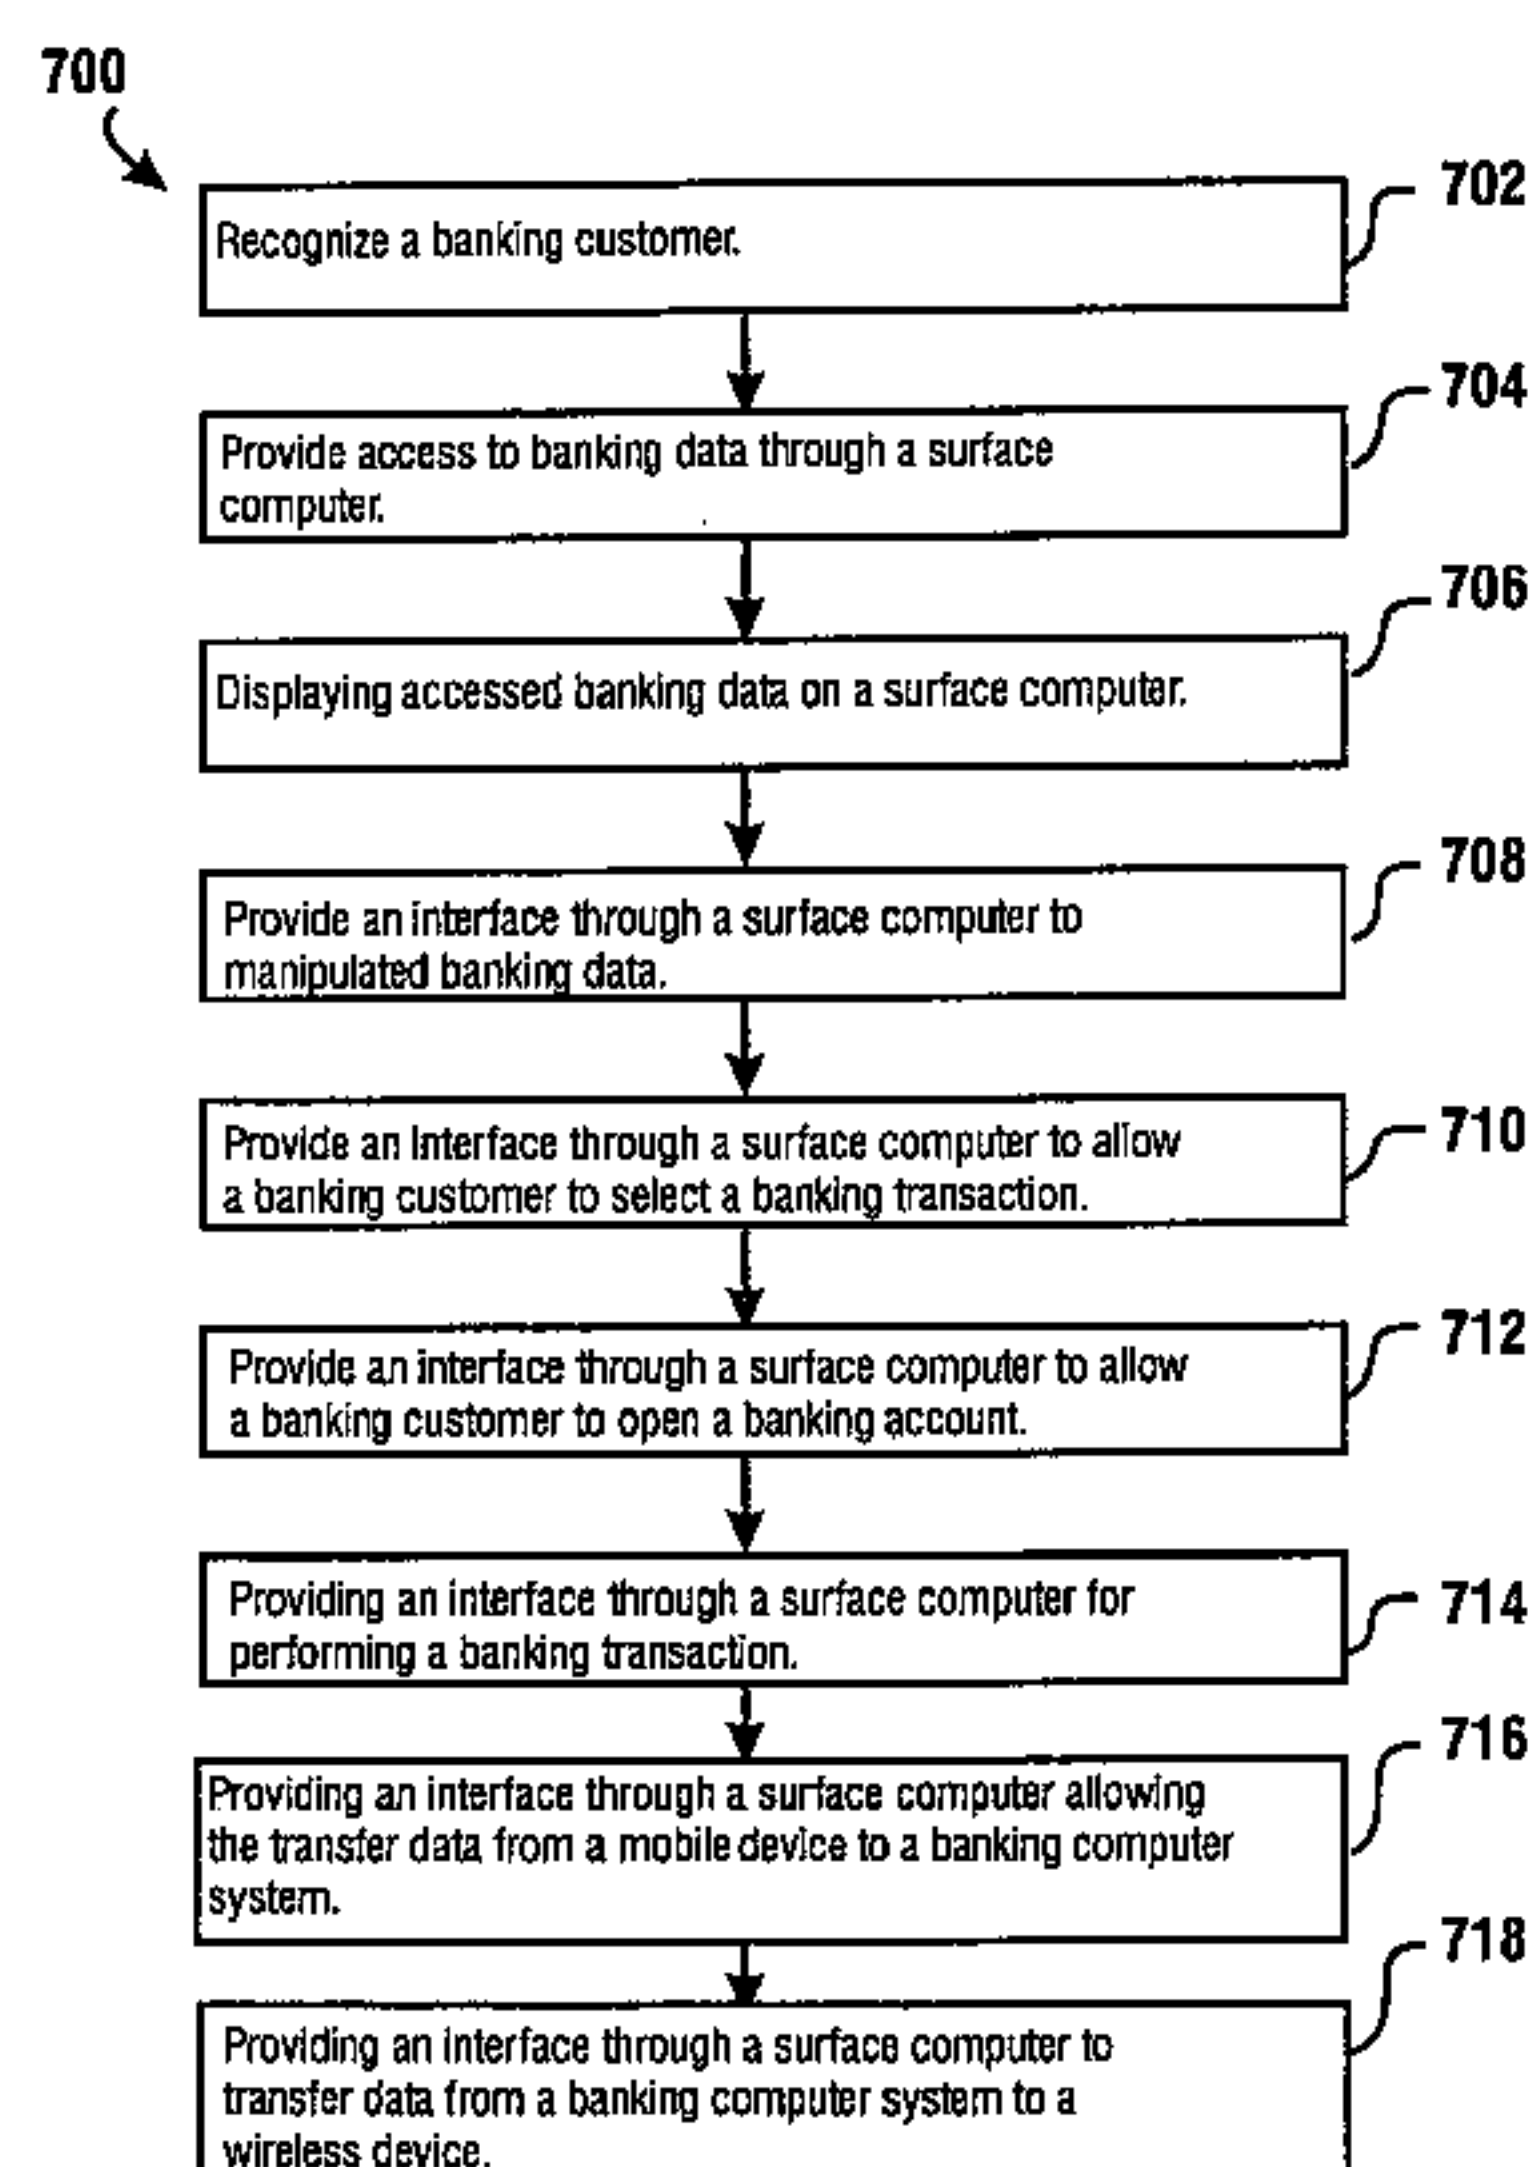 700
702
Recognize a banking customer.
704
Provide access to banking data through a surface
computer.
706
Displaying accessed banking data on a surface computer.
708
Provide an interface through a surface computer to
manipulated banking data.
710
Provide an interface through a surface computer to allow
a banking customer to select a banking transaction.
712
Provide an interface through a surface computer to allow
a banking customer to open a banking account.
714
Providing an interface through a surface computer for
performing a banking transaction.
716
Providing an interface through a surface computer allowing
the transfer data from a mobile device to a banking computer
system.
718
Providing an interface through a surface computer to
transfer data from a banking computer system to a
wireless device.